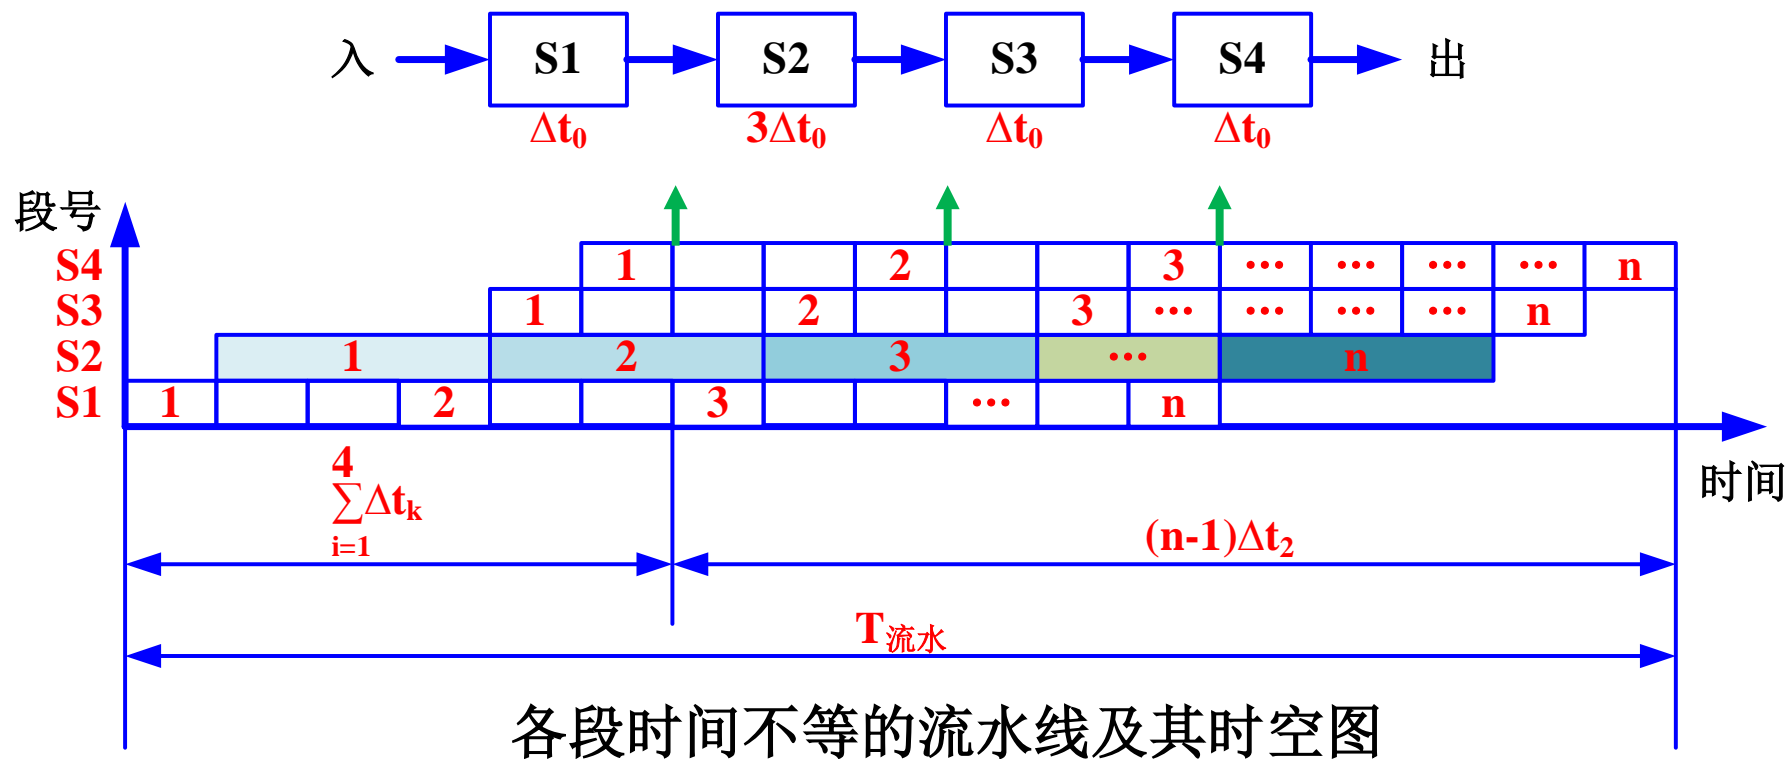 入 S1 S2 S3 S4 出
Δt₀ 3Δt₀ Δt₀ Δt₀
段号
S4 1 2 3 ··· ··· ··· ··· n
S3 1 2 3 ··· ··· ··· ··· n
S2 1 2 3 ··· n
S1 1 2 3 ··· n
时间
4
∑Δtₖ
i=1
(n-1)Δt₂
T流水
各段时间不等的流水线及其时空图